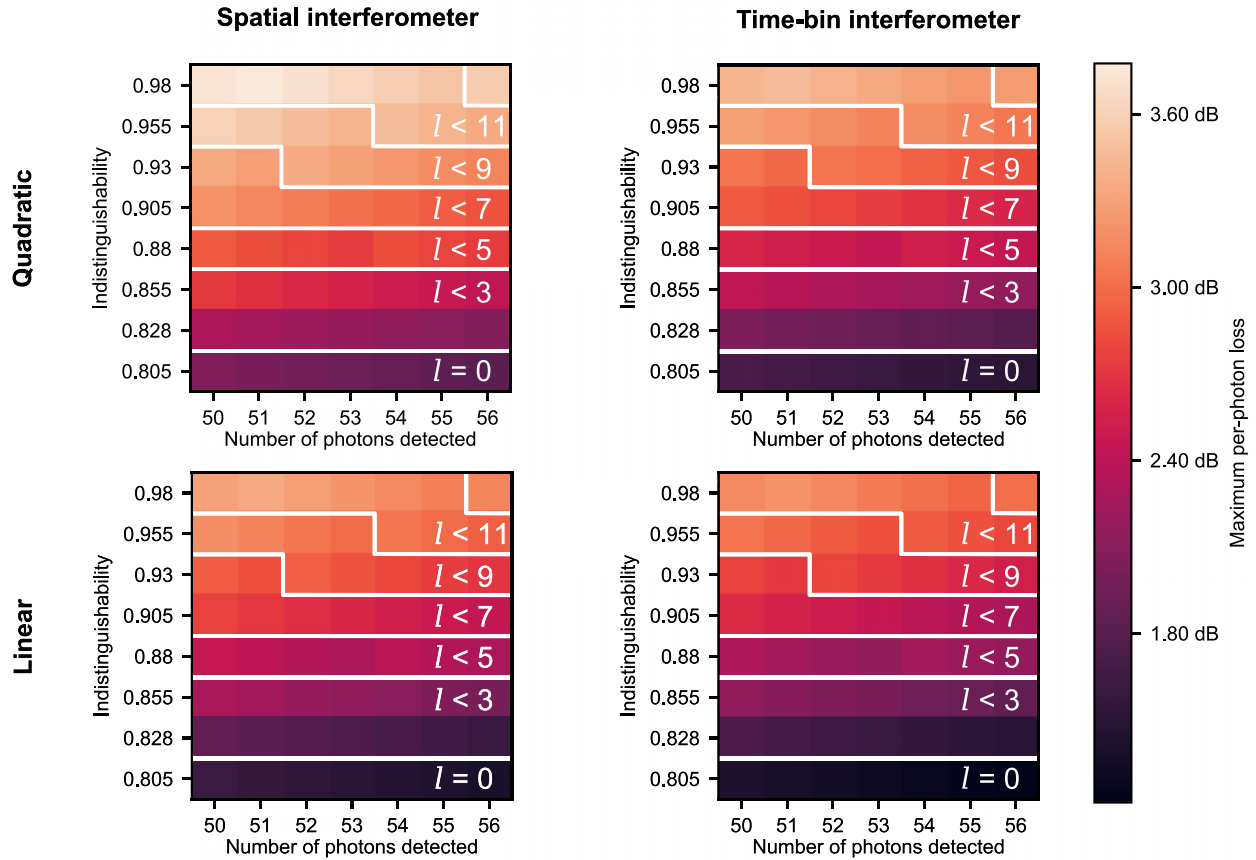 Spatial interferometer
Time-bin interferometer
Quadratic
Indistinguishability
0.98
0.955
0.93
0.905
0.88
0.855
0.828
0.805
l < 11
l < 9
l < 7
l < 5
l < 3
l = 0
50 51 52 53 54 55 56
Number of photons detected
Indistinguishability
0.98
0.955
0.93
0.905
0.88
0.855
0.828
0.805
l < 11
l < 9
l < 7
l < 5
l < 3
l = 0
50 51 52 53 54 55 56
Number of photons detected
Linear
Indistinguishability
0.98
0.955
0.93
0.905
0.88
0.855
0.828
0.805
l < 11
l < 9
l < 7
l < 5
l < 3
l = 0
50 51 52 53 54 55 56
Number of photons detected
Indistinguishability
0.98
0.955
0.93
0.905
0.88
0.855
0.828
0.805
l < 11
l < 9
l < 7
l < 5
l < 3
l = 0
50 51 52 53 54 55 56
Number of photons detected
3.60 dB
3.00 dB
2.40 dB
1.80 dB
Maximum per-photon loss